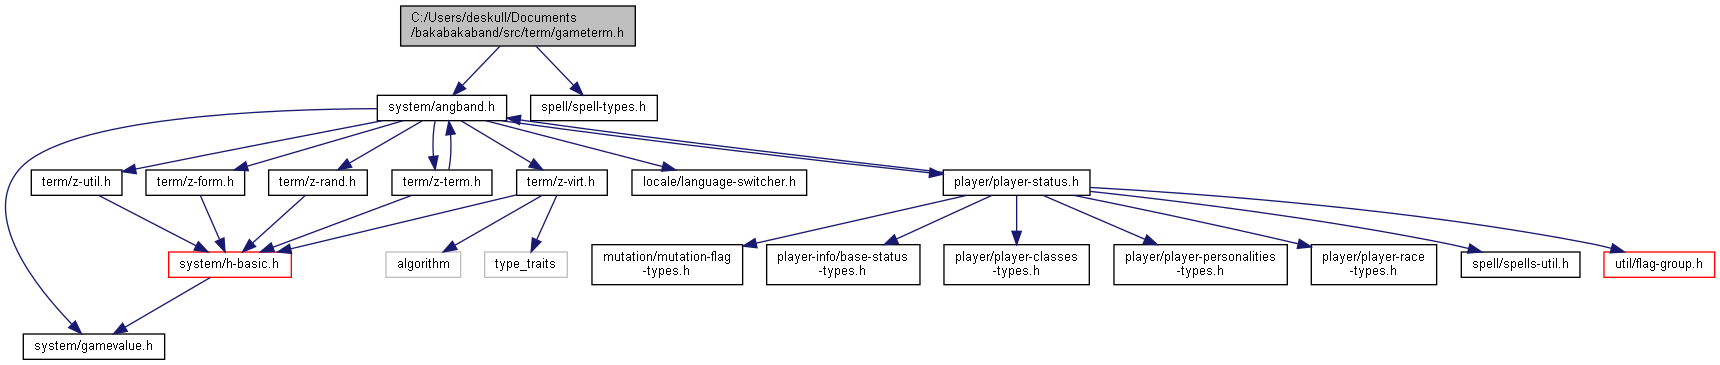 C:/Users/deskull/Documents
/bakabakaband/src/term/gameterm.h
system/angband.h
spell/spell-types.h
term/z-util.h
term/z-form.h
term/z-rand.h
term/z-term.h
term/z-virt.h
locale/language-switcher.h
player/player-status.h
system/h-basic.h
algorithm
type_traits
mutation/mutation-flag
-types.h
player-info/base-status
-types.h
player/player-classes
-types.h
player/player-personalities
-types.h
player/player-race
-types.h
spell/spells-util.h
util/flag-group.h
system/gamevalue.h